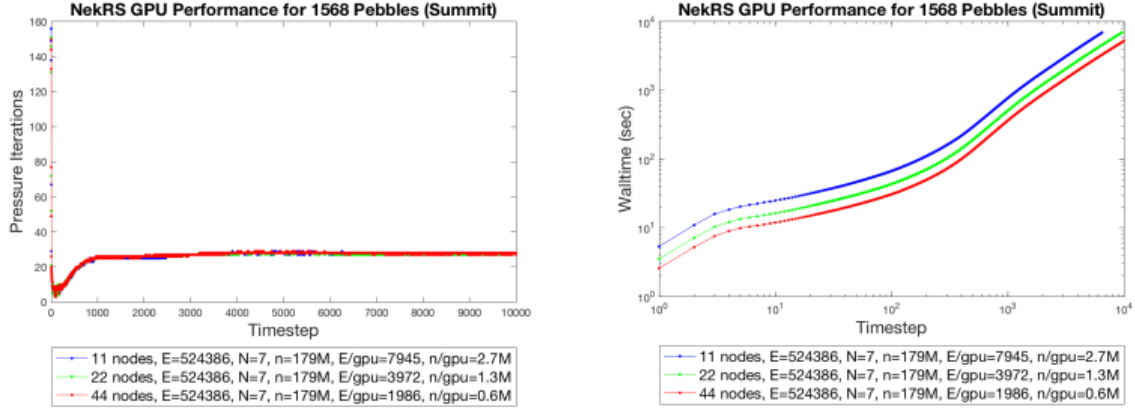 NekRS GPU Performance for 1568 Pebbles (Summit)
160
140
120
100
80
60
40
20
0
Pressure Iterations
0 1000 2000 3000 4000 5000 6000 7000 8000 9000 10000
Timestep
11 nodes, E=524386, N=7, n=179M, E/gpu=7945, n/gpu=2.7M
22 nodes, E=524386, N=7, n=179M, E/gpu=3972, n/gpu=1.3M
44 nodes, E=524386, N=7, n=179M, E/gpu=1986, n/gpu=0.6M
NekRS GPU Performance for 1568 Pebbles (Summit)
10^4
10^3
10^2
10^1
10^0
Walltime (sec)
10^0 10^1 10^2 10^3 10^4
Timestep
11 nodes, E=524386, N=7, n=179M, E/gpu=7945, n/gpu=2.7M
22 nodes, E=524386, N=7, n=179M, E/gpu=3972, n/gpu=1.3M
44 nodes, E=524386, N=7, n=179M, E/gpu=1986, n/gpu=0.6M